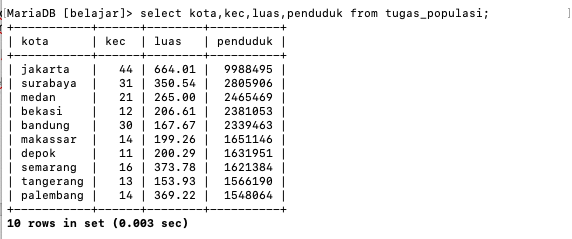 MariaDB [belajar]> select kota,kec,luas,penduduk from tugas_populasi;
+-----------+-----+--------+----------+
| kota      | kec | luas   | penduduk |
+-----------+-----+--------+----------+
| jakarta   |  44 | 664.01 |  9988495 |
| surabaya  |  31 | 350.54 |  2805906 |
| medan     |  21 | 265.00 |  2465469 |
| bekasi    |  12 | 206.61 |  2381053 |
| bandung   |  30 | 167.67 |  2339463 |
| makassar  |  14 | 199.26 |  1651146 |
| depok     |  11 | 200.29 |  1631951 |
| semarang  |  16 | 373.78 |  1621384 |
| tangerang |  13 | 153.93 |  1566190 |
| palembang |  14 | 369.22 |  1548064 |
+-----------+-----+--------+----------+
10 rows in set (0.003 sec)